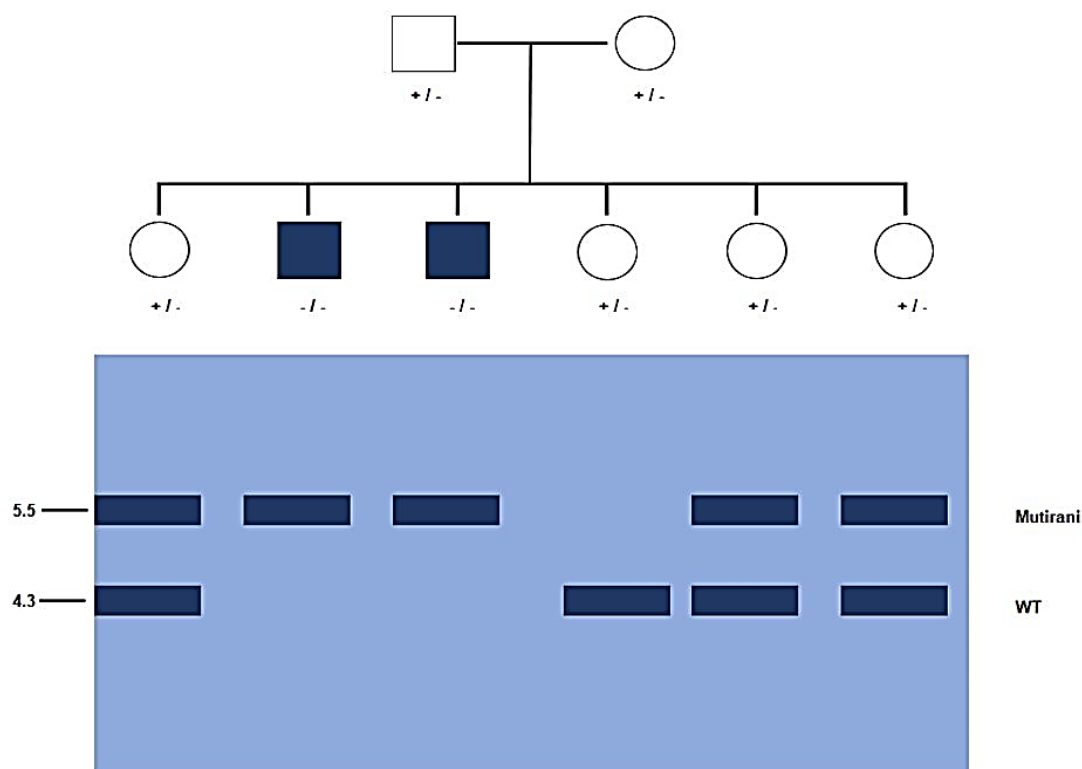 + / - + / -
+ / - - / - - / - + / - + / - + / -
5.5 Mutirani
4.3 WT